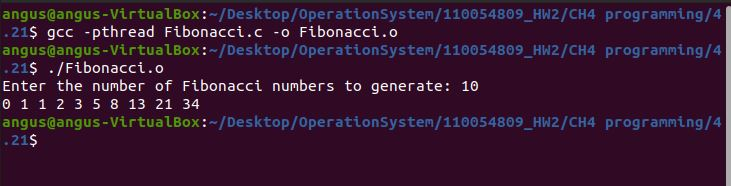 angus@angus-VirtualBox:~/Desktop/OperationSystem/110054809_HW2/CH4 programming/4
.21$ gcc -pthread Fibonacci.c -o Fibonacci.o
angus@angus-VirtualBox:~/Desktop/OperationSystem/110054809_HW2/CH4 programming/4
.21$ ./Fibonacci.o
Enter the number of Fibonacci numbers to generate: 10
0 1 1 2 3 5 8 13 21 34
angus@angus-VirtualBox:~/Desktop/OperationSystem/110054809_HW2/CH4 programming/4
.21$